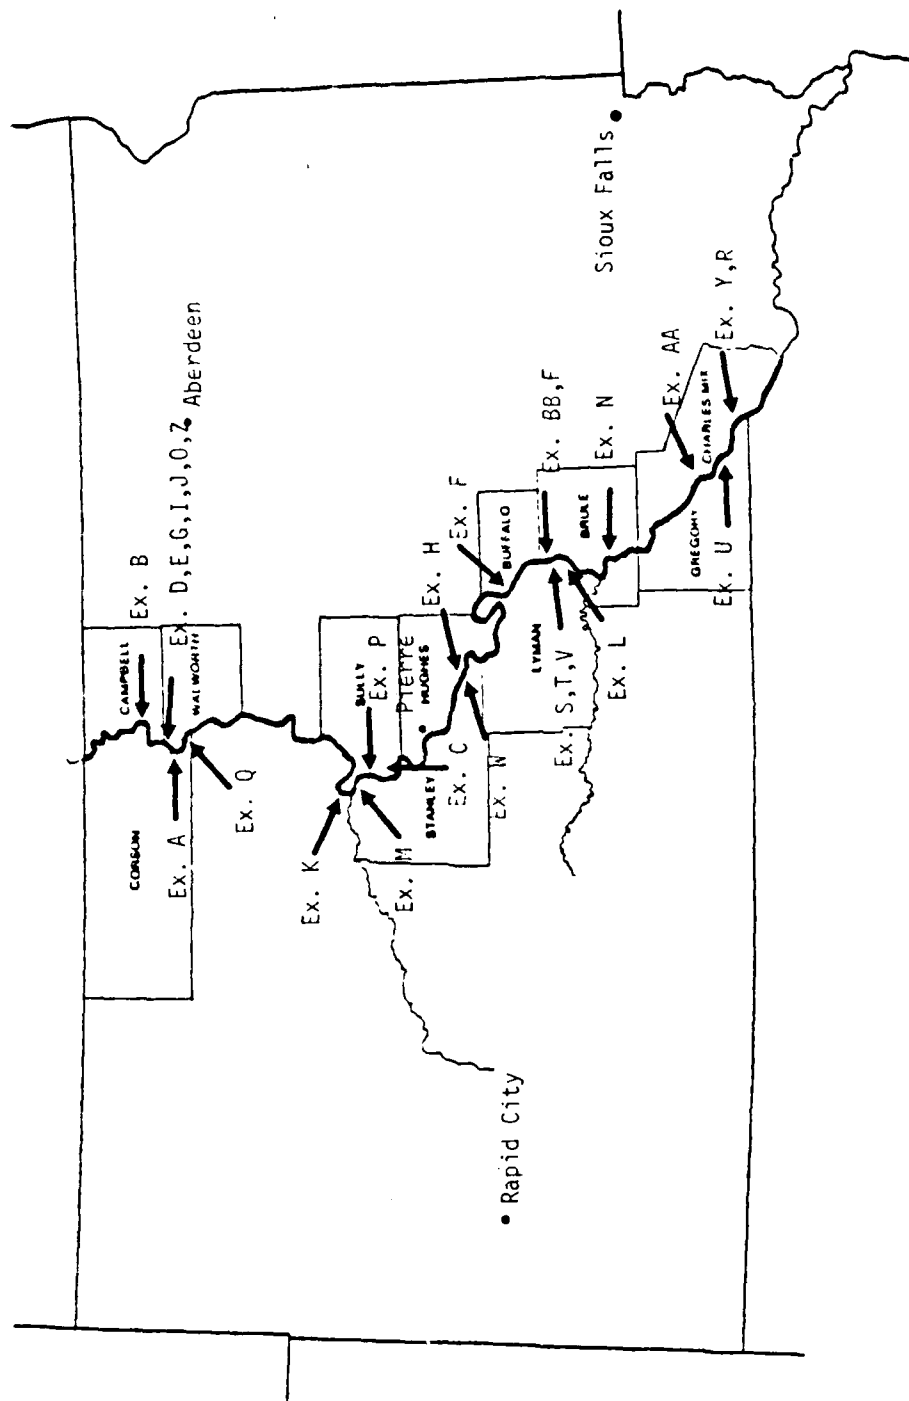 CAMPBELL
Ex. B
CORSON
Ex. A
WALWORTH
Ex. D,E,G,I,J,O,Z
Aberdeen
Ex. Q
SULLY
Ex. P
Ex. K
Ex. M
STANLEY
Pierre
HUGHES
Ex. C
Ex. H
Ex. W
Ex. F
BUFFALO
LYMAN
Ex. S,T,V
Ex. BB,F
BRULE
Ex. L
Ex. N
Rapid City
Sioux Falls
GREGORY
Ex. U
Ex. AA
CHARLES MIX
Ex. Y,R